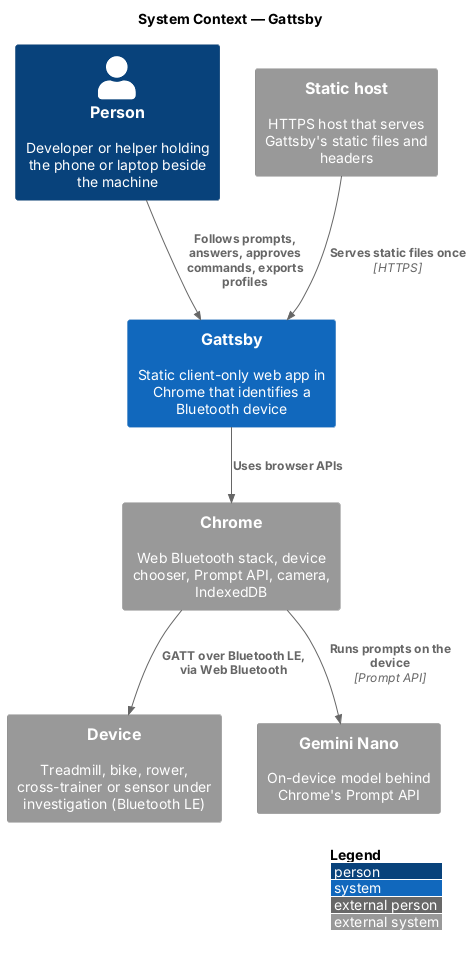 System Context — Gattsby
Person
Developer or helper holding
the phone or laptop beside
the machine
Static host
HTTPS host that serves
Gattsby's static files and
headers
Follows prompts,
answers, approves
commands, exports
profiles
Serves static files once
[HTTPS]
Gattsby
Static client-only web app in
Chrome that identifies a
Bluetooth device
Uses browser APIs
Chrome
Web Bluetooth stack, device
chooser, Prompt API, camera,
IndexedDB
GATT over Bluetooth LE,
via Web Bluetooth
Runs prompts on the
device
[Prompt API]
Device
Treadmill, bike, rower,
cross-trainer or sensor under
investigation (Bluetooth LE)
Gemini Nano
On-device model behind
Chrome's Prompt API
Legend
person
system
external person
external system